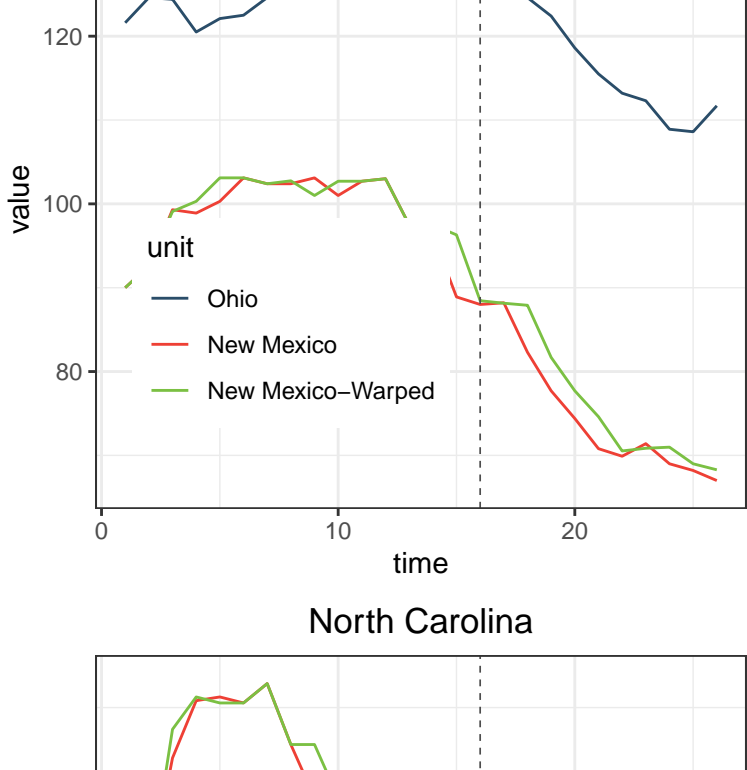 120
100
80
value
unit
Ohio
New Mexico
New Mexico−Warped
0 10 20
time
North Carolina